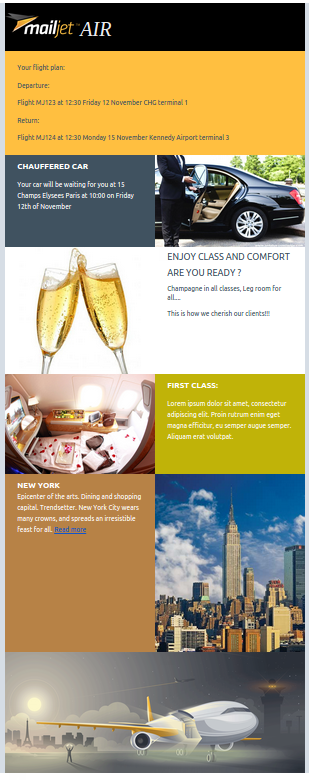 mailjet™ AIR
Your flight plan:
Departure:
Flight MJ123 at 12:30 Friday 12 November CHG terminal 1
Return:
Flight MJ124 at 12:30 Monday 15 November Kennedy Airport terminal 3
CHAUFFERED CAR
Your car will be waiting for you at 15
Champs Elysees Paris at 10:00 on Friday
12th of November
ENJOY CLASS AND COMFORT
ARE YOU READY ?
Champagne in all classes, Leg room for
all....
This is how we cherish our clients!!!
FIRST CLASS:
Lorem ipsum dolor sit amet, consectetur
adipiscing elit. Proin rutrum enim eget
magna efficitur, eu semper augue semper.
Aliquam erat volutpat.
NEW YORK
Epicenter of the arts. Dining and shopping
capital. Trendsetter. New York City wears
many crowns, and spreads an irresistible
feast for all. Read more